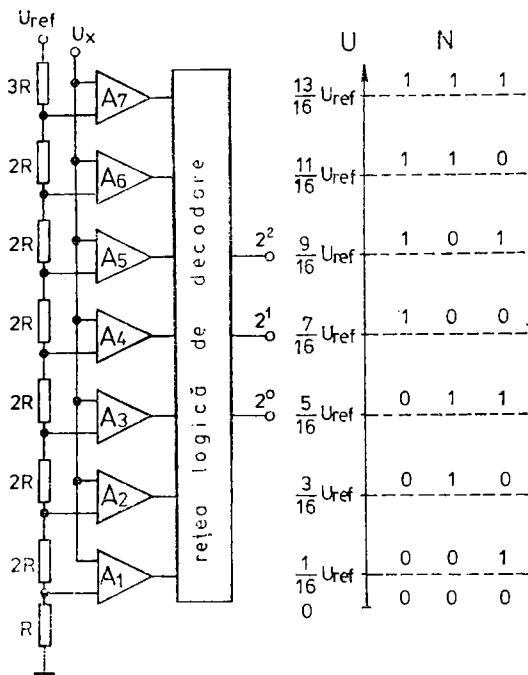 Uref
Ux
U N
3R
A7
13/16 Uref 1 1 1
2R
A6
11/16 Uref 1 1 0
2R
A5
2²
9/16 Uref 1 0 1
2R
A4
2¹
7/16 Uref 1 0 0
2R
A3
2⁰
5/16 Uref 0 1 1
2R
A2
3/16 Uref 0 1 0
2R
A1
1/16 Uref 0 0 1
0 0 0 0
R
rețea logică de decodare